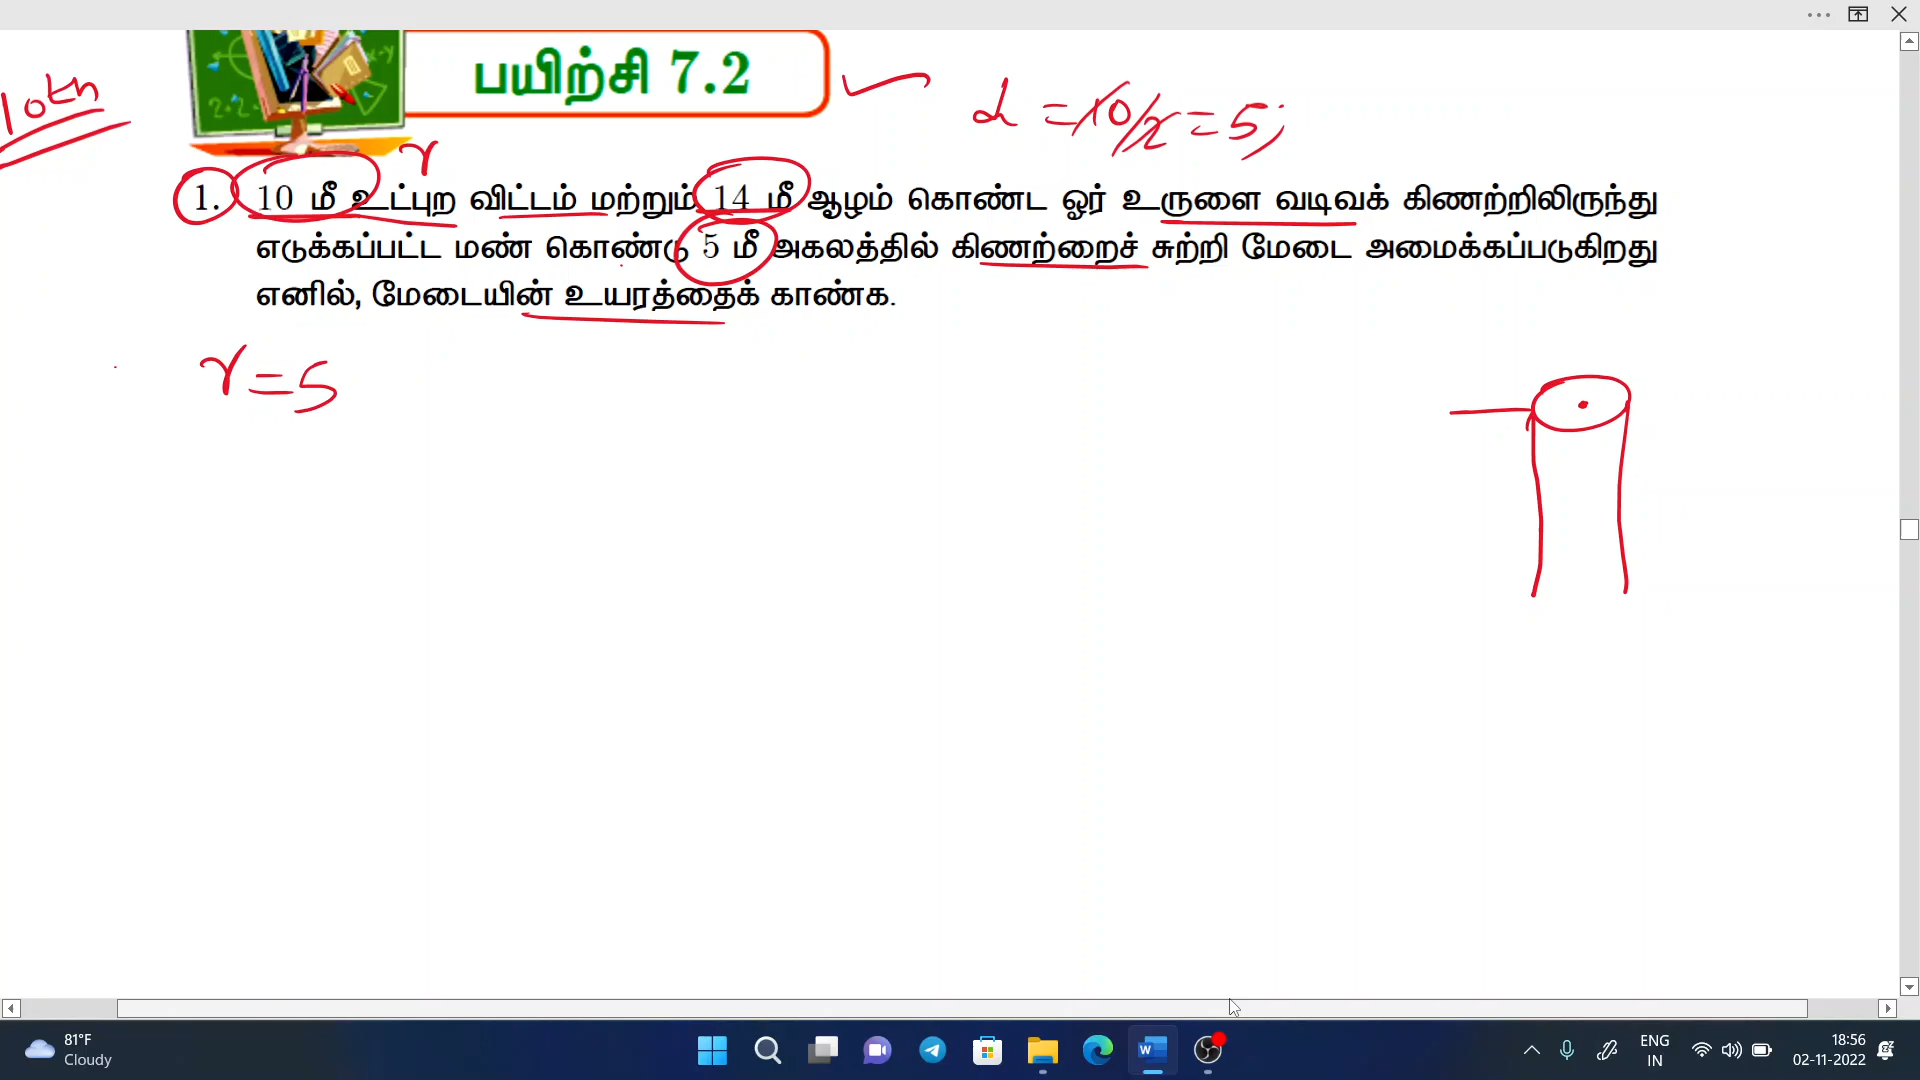 பயிற்சி 7.2
10th
d = 10/2 = 5;
r
1. 10 மீ உட்புற விட்டம் மற்றும் 14 மீ ஆழம் கொண்ட ஓர் உருளை வடிவக் கிணற்றிலிருந்து
எடுக்கப்பட்ட மண் கொண்டு 5 மீ அகலத்தில் கிணற்றைச் சுற்றி மேடை அமைக்கப்படுகிறது
எனில், மேடையின் உயரத்தைக் காண்க.
r = 5
81°F
Cloudy
ENG
IN
18:56
02-11-2022